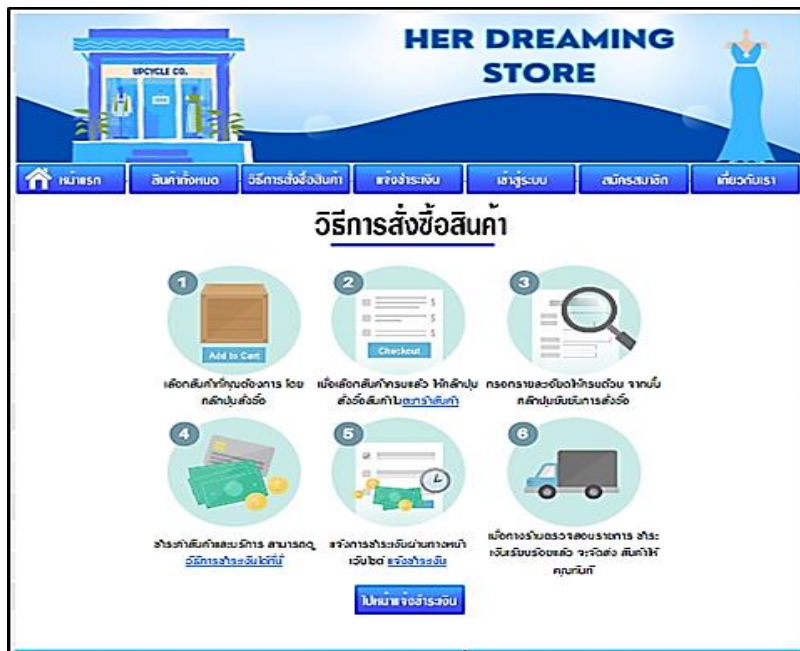 HER DREAMING
STORE
UPCYCLE CO.
หน้าแรก
สินค้าทั้งหมด
วิธีการสั่งซื้อสินค้า
แจ้งชำระเงิน
เข้าสู่ระบบ
สมัครสมาชิก
เกี่ยวกับเรา
วิธีการสั่งซื้อสินค้า
1
Add to Cart
เลือกสินค้าที่คุณต้องการ โดย
คลิกปุ่มสั่งซื้อ
2
$
$
$
Checkout
เมื่อเลือกสินค้าครบแล้ว ให้คลิกปุ่ม
สั่งซื้อสินค้าในตะกร้าสินค้า
3
กรอกรายละเอียดให้ครบถ้วน จากนั้น
คลิกปุ่มยืนยันการสั่งซื้อ
4
ชำระค่าสินค้าและบริการ สามารถดู
วิธีการชำระเงินได้ที่นี่
5
แจ้งการชำระเงินผ่านทางหน้า
เว็บไซต์ แจ้งชำระเงิน
6
เมื่อทางร้านตรวจสอบรายการ ชำระ
เงินเรียบร้อยแล้ว จะจัดส่ง สินค้าให้
คุณทันที
ไปหน้าแจ้งชำระเงิน